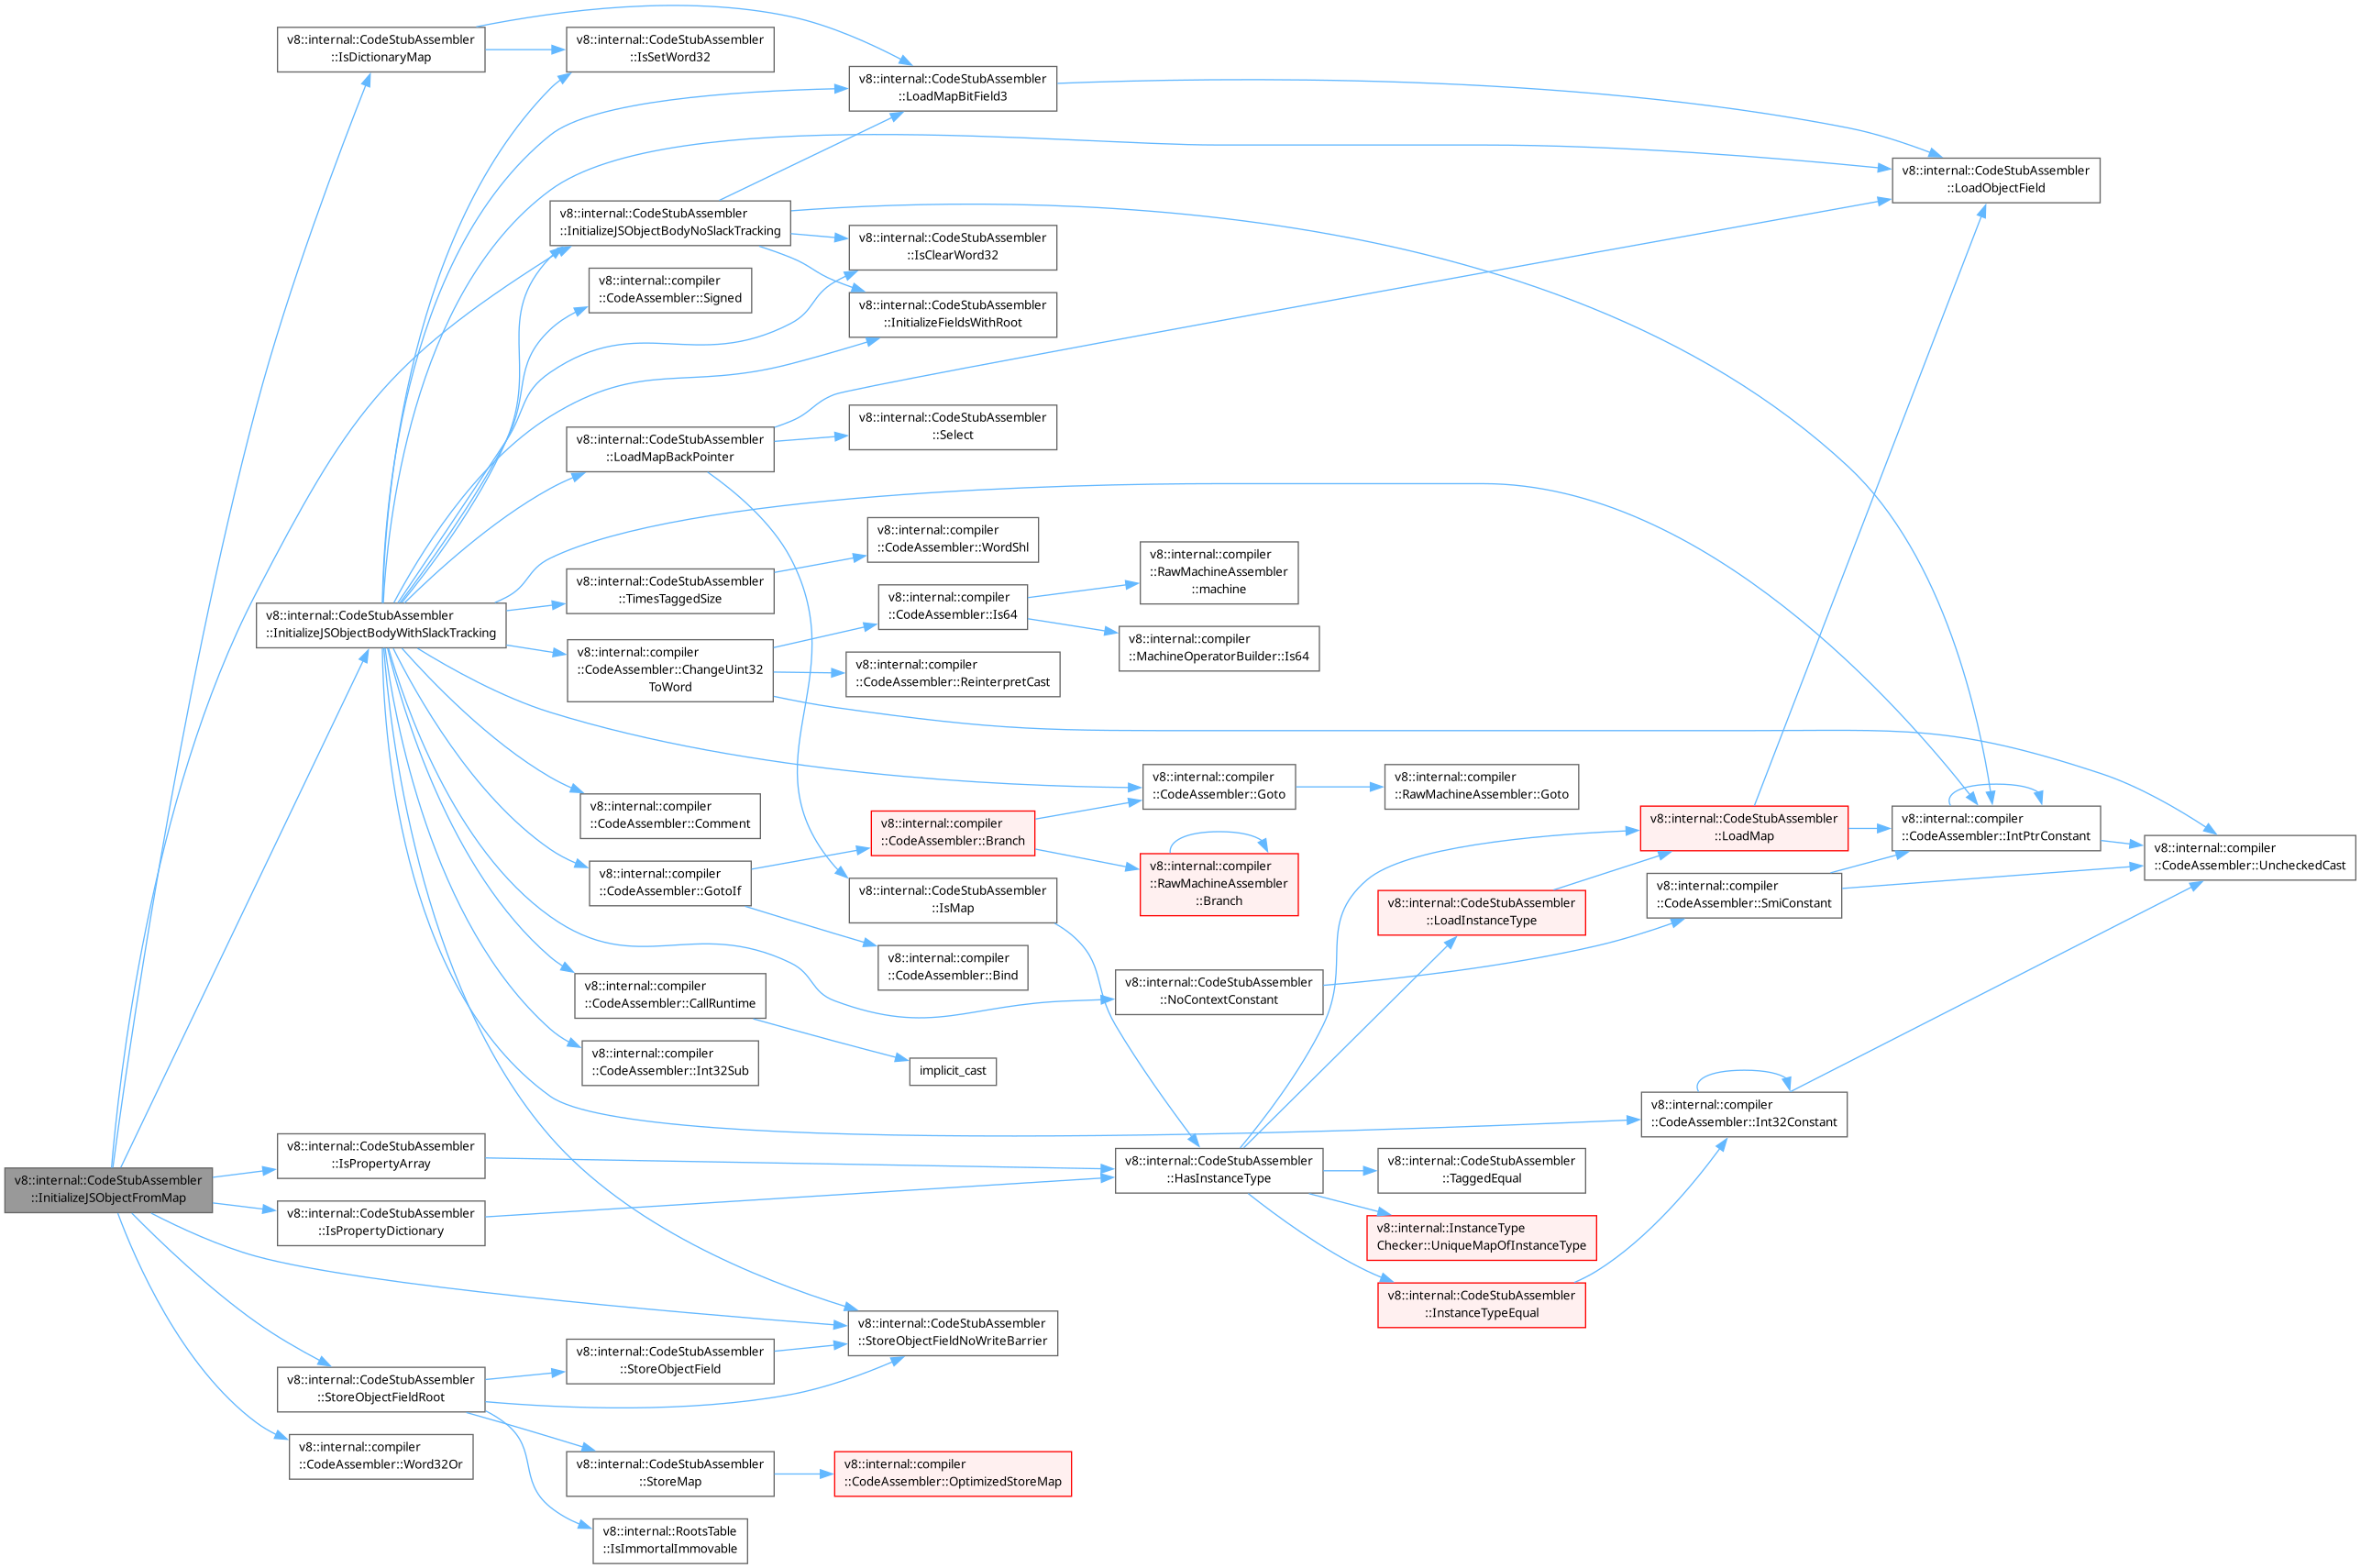 v8::internal::CodeStubAssembler
::InitializeJSObjectFromMap
v8::internal::CodeStubAssembler
::IsDictionaryMap
v8::internal::CodeStubAssembler
::InitializeJSObjectBodyWithSlackTracking
v8::internal::CodeStubAssembler
::IsPropertyArray
v8::internal::CodeStubAssembler
::IsPropertyDictionary
v8::internal::CodeStubAssembler
::StoreObjectFieldRoot
v8::internal::compiler
::CodeAssembler::Word32Or
v8::internal::CodeStubAssembler
::IsSetWord32
v8::internal::CodeStubAssembler
::InitializeJSObjectBodyNoSlackTracking
v8::internal::compiler
::CodeAssembler::Signed
v8::internal::CodeStubAssembler
::LoadMapBackPointer
v8::internal::CodeStubAssembler
::TimesTaggedSize
v8::internal::compiler
::CodeAssembler::ChangeUint32
ToWord
v8::internal::compiler
::CodeAssembler::Comment
v8::internal::compiler
::CodeAssembler::GotoIf
v8::internal::compiler
::CodeAssembler::CallRuntime
v8::internal::compiler
::CodeAssembler::Int32Sub
v8::internal::CodeStubAssembler
::StoreObjectField
v8::internal::CodeStubAssembler
::StoreMap
v8::internal::RootsTable
::IsImmortalImmovable
v8::internal::CodeStubAssembler
::LoadMapBitField3
v8::internal::CodeStubAssembler
::IsClearWord32
v8::internal::CodeStubAssembler
::InitializeFieldsWithRoot
v8::internal::CodeStubAssembler
::Select
v8::internal::compiler
::CodeAssembler::WordShl
v8::internal::compiler
::CodeAssembler::Is64
v8::internal::compiler
::CodeAssembler::ReinterpretCast
v8::internal::compiler
::CodeAssembler::Branch
v8::internal::CodeStubAssembler
::IsMap
v8::internal::compiler
::CodeAssembler::Bind
implicit_cast
v8::internal::CodeStubAssembler
::StoreObjectFieldNoWriteBarrier
v8::internal::compiler
::CodeAssembler::OptimizedStoreMap
v8::internal::compiler
::RawMachineAssembler
::machine
v8::internal::compiler
::MachineOperatorBuilder::Is64
v8::internal::compiler
::CodeAssembler::Goto
v8::internal::compiler
::RawMachineAssembler
::Branch
v8::internal::CodeStubAssembler
::NoContextConstant
v8::internal::CodeStubAssembler
::HasInstanceType
v8::internal::compiler
::RawMachineAssembler::Goto
v8::internal::CodeStubAssembler
::LoadInstanceType
v8::internal::CodeStubAssembler
::TaggedEqual
v8::internal::InstanceType
Checker::UniqueMapOfInstanceType
v8::internal::CodeStubAssembler
::InstanceTypeEqual
v8::internal::CodeStubAssembler
::LoadMap
v8::internal::compiler
::CodeAssembler::SmiConstant
v8::internal::compiler
::CodeAssembler::Int32Constant
v8::internal::CodeStubAssembler
::LoadObjectField
v8::internal::compiler
::CodeAssembler::IntPtrConstant
v8::internal::compiler
::CodeAssembler::UncheckedCast